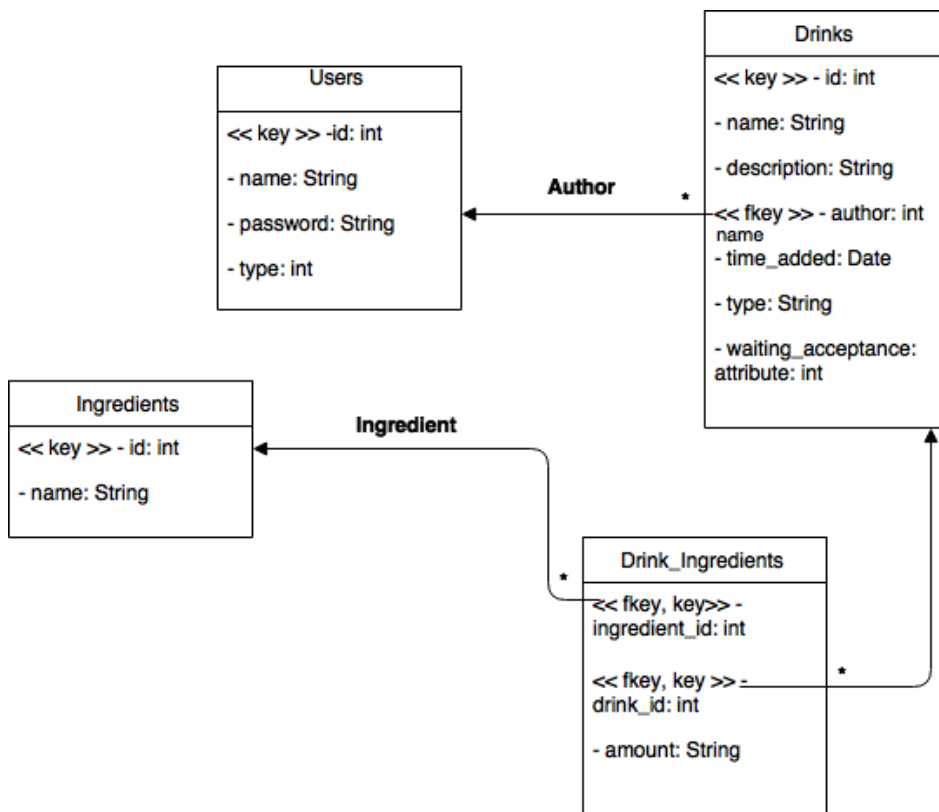 Users
<< key >> -id: int
- name: String
- password: String
- type: int
Author
*
Drinks
<< key >> - id: int
- name: String
- description: String
<< fkey >> - author: int
name
- time_added: Date
- type: String
- waiting_acceptance:
attribute: int
Ingredients
<< key >> - id: int
- name: String
Ingredient
*
Drink_Ingredients
<< fkey, key>> -
ingredient_id: int
<< fkey, key >> -
drink_id: int
- amount: String
*